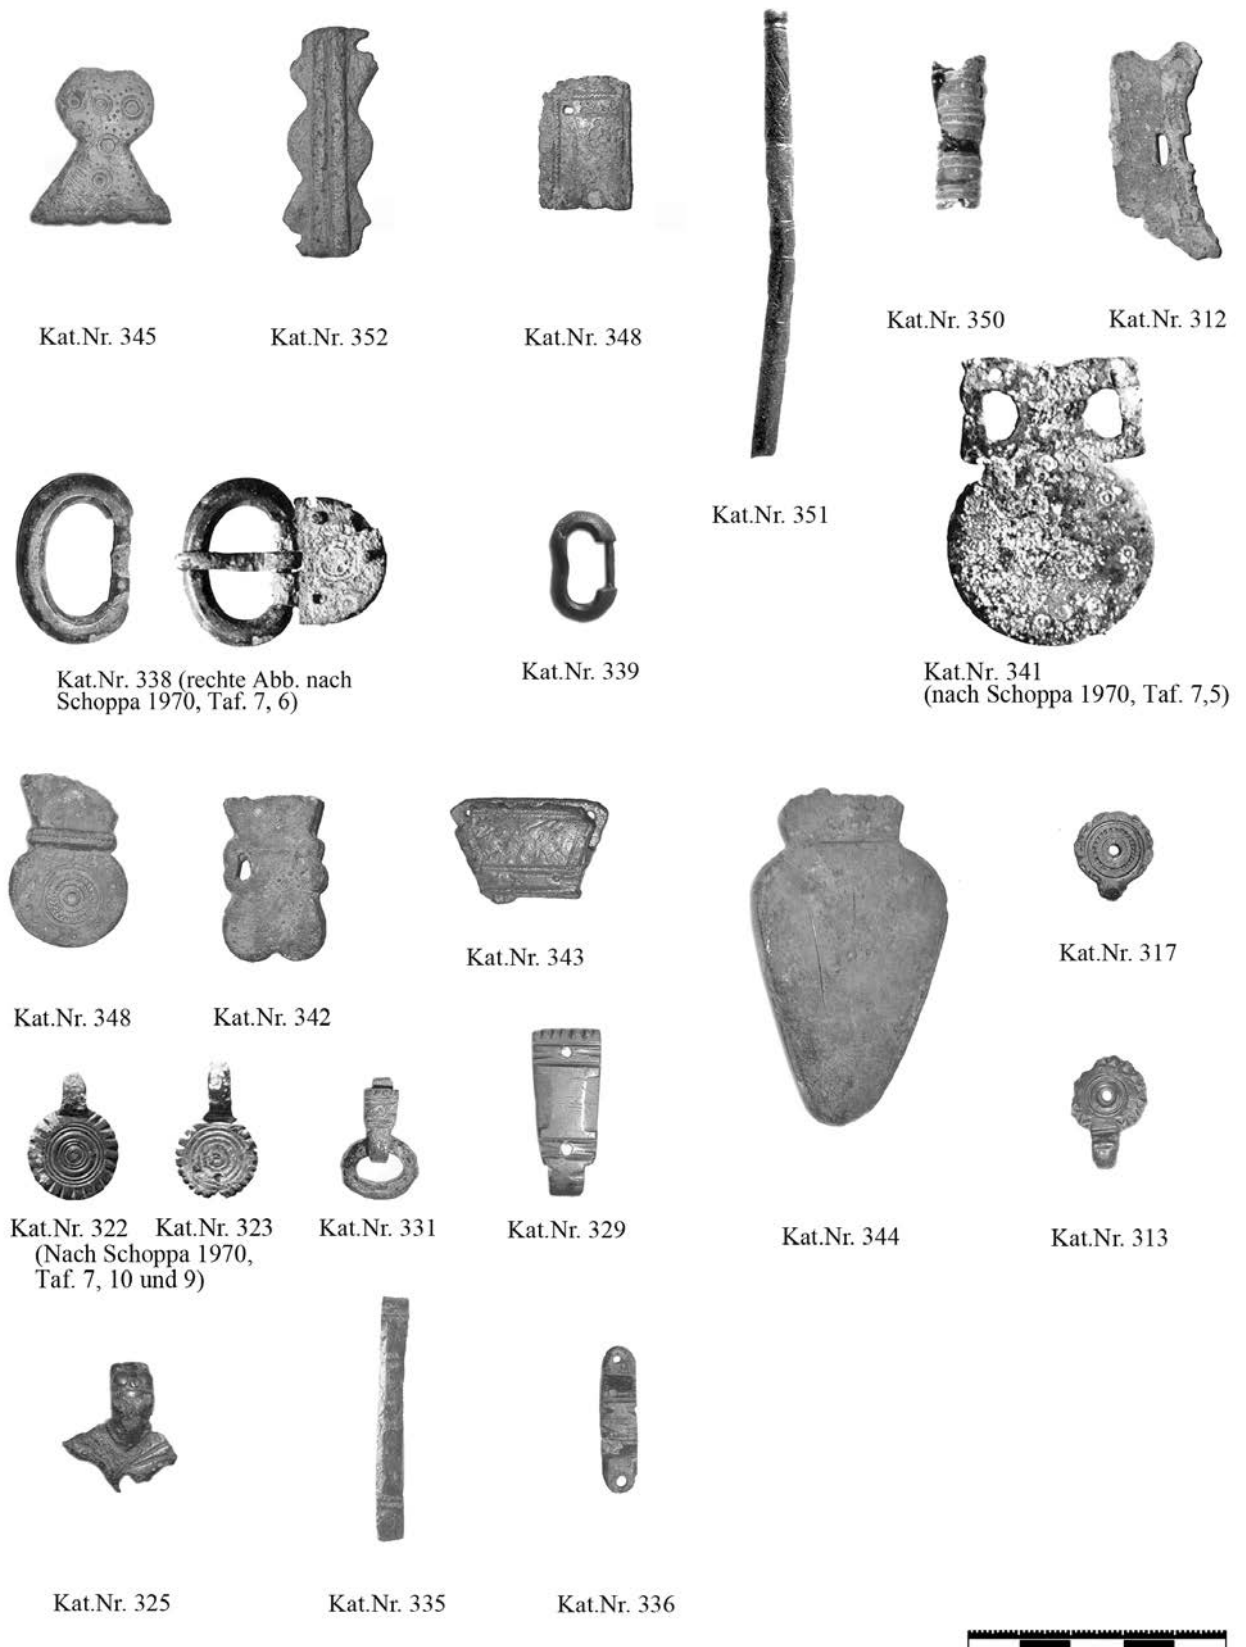 Kat.Nr. 345
Kat.Nr. 352
Kat.Nr. 348
Kat.Nr. 350
Kat.Nr. 312
Kat.Nr. 351
Kat.Nr. 338 (rechte Abb. nach
Schoppa 1970, Taf. 7, 6)
Kat.Nr. 339
Kat.Nr. 341
(nach Schoppa 1970, Taf. 7,5)
Kat.Nr. 348
Kat.Nr. 342
Kat.Nr. 343
Kat.Nr. 317
Kat.Nr. 322
Kat.Nr. 323
(Nach Schoppa 1970,
Taf. 7, 10 und 9)
Kat.Nr. 331
Kat.Nr. 329
Kat.Nr. 344
Kat.Nr. 313
Kat.Nr. 325
Kat.Nr. 335
Kat.Nr. 336